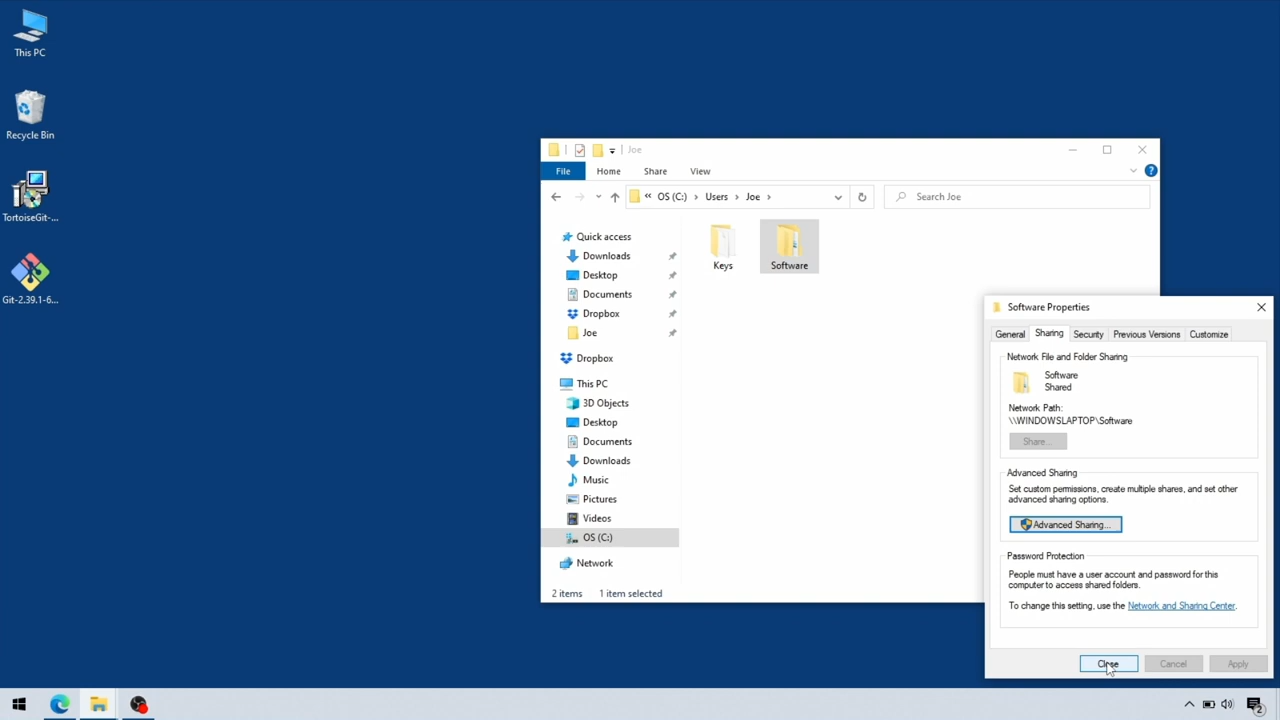 This PC
Recycle Bin
TortoiseGit-...
Git-2.39.1-6...
Joe
File
Home
Share
View
«
OS (C:)
Users
Joe
Search Joe
Quick access
Downloads
Desktop
Documents
Dropbox
Joe
Dropbox
This PC
3D Objects
Desktop
Documents
Downloads
Music
Pictures
Videos
OS (C:)
Network
Keys
Software
2 items
1 item selected
Software Properties
General
Sharing
Security
Previous Versions
Customize
Network File and Folder Sharing
Software
Shared
Network Path:
\\WINDOWSLAPTOP\Software
Share...
Advanced Sharing
Set custom permissions, create multiple shares, and set other
advanced sharing options.
Advanced Sharing...
Password Protection
People must have a user account and password for this
computer to access shared folders.
To change this setting, use the Network and Sharing Center.
Close
Cancel
Apply
2